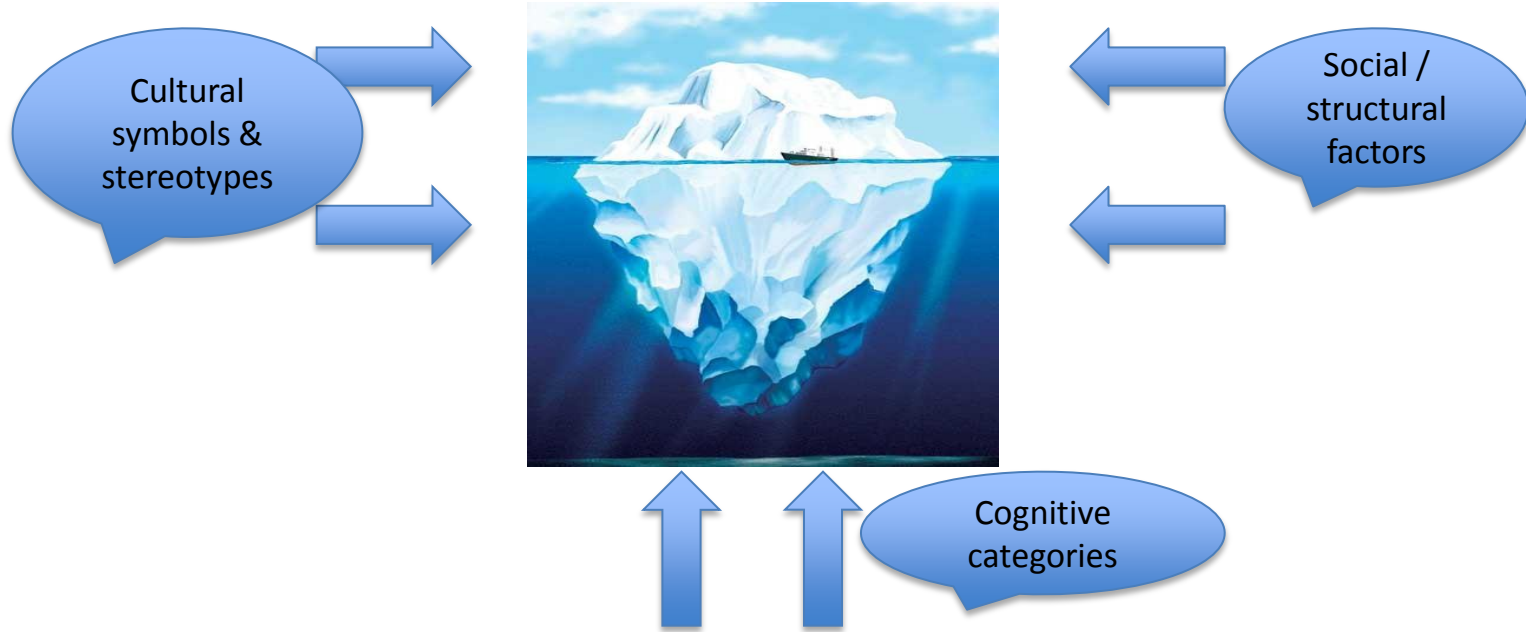 Cultural
symbols &
stereotypes
Social /
structural
factors
Cognitive
categories